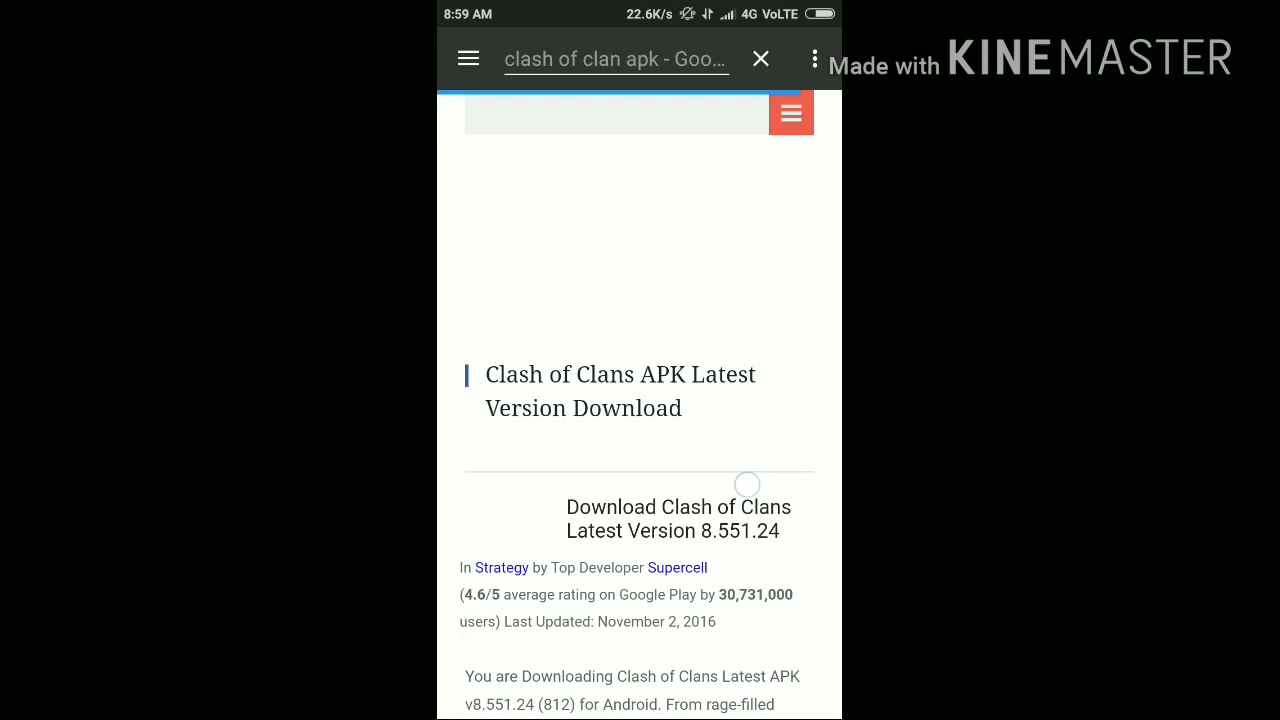 8:59 AM 22.6K/s 4G VoLTE
clash of clan apk - Goo...
Made with KINEMASTER
Clash of Clans APK Latest
Version Download
Download Clash of Clans
Latest Version 8.551.24
In Strategy by Top Developer Supercell
(4.6/5 average rating on Google Play by 30,731,000
users) Last Updated: November 2, 2016
You are Downloading Clash of Clans Latest APK
v8.551.24 (812) for Android. From rage-filled